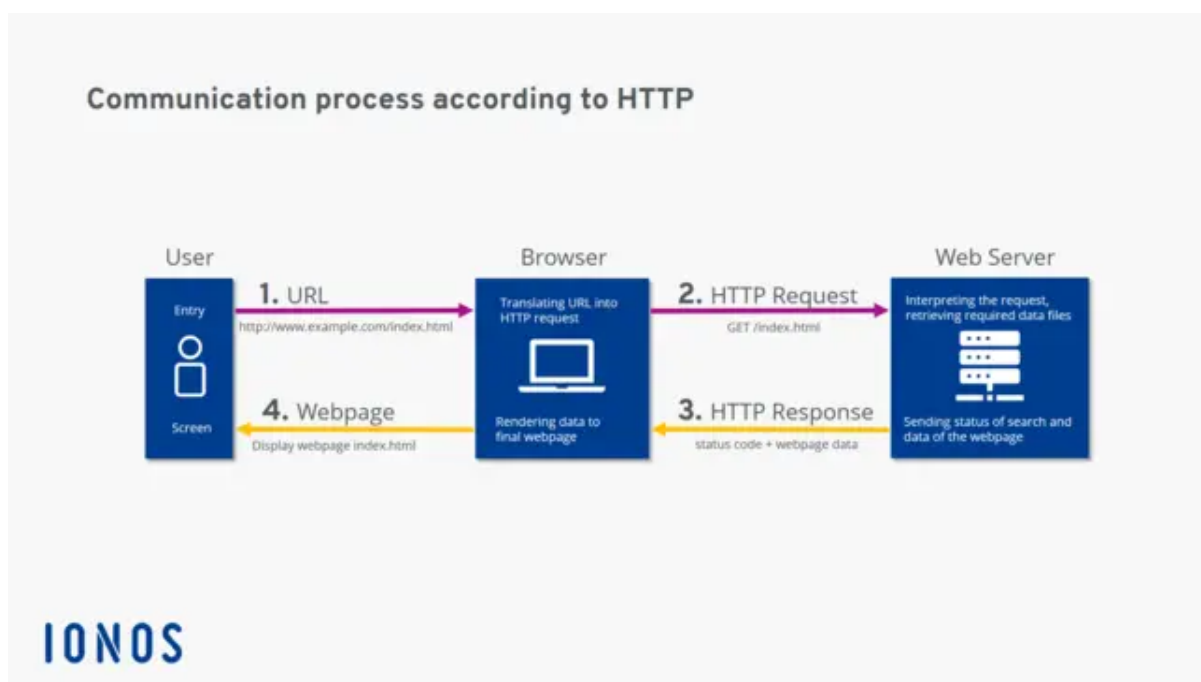 Communication process according to HTTP
User
Browser
Web Server
Entry
1. URL
http://www.example.com/index.html
Translating URL into
HTTP request
2. HTTP Request
GET /index.html
Interpreting the request,
retrieving required data files
Screen
4. Webpage
Display webpage index.html
Rendering data to
final webpage
3. HTTP Response
status code + webpage data
Sending status of search and
data of the webpage
IONOS